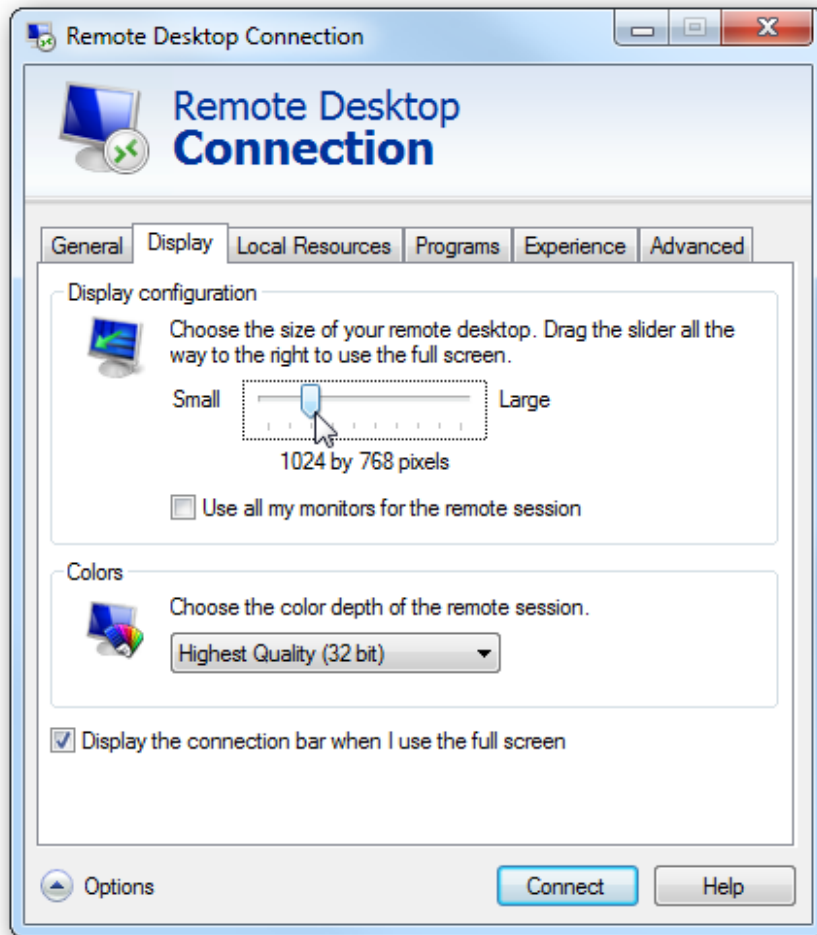 Remote Desktop Connection
Remote Desktop
Connection
General Display Local Resources Programs Experience Advanced
Display configuration
Choose the size of your remote desktop. Drag the slider all the
way to the right to use the full screen.
Small Large
1024 by 768 pixels
Use all my monitors for the remote session
Colors
Choose the color depth of the remote session.
Highest Quality (32 bit)
Display the connection bar when I use the full screen
Options Connect Help